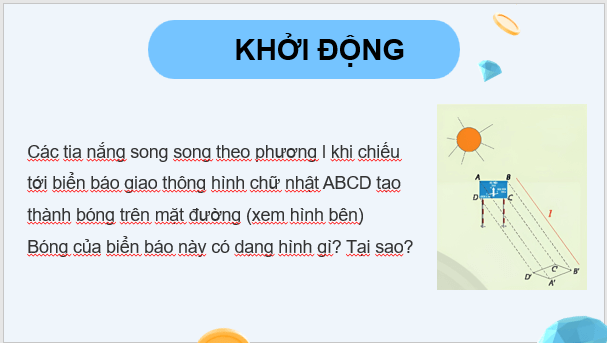 KHỞI ĐỘNG
Các tia nắng song song theo phương l khi chiếu
tới biển báo giao thông hình chữ nhật ABCD tạo
thành bóng trên mặt đường (xem hình bên)
Bóng của biển báo này có dạng hình gì? Tại sao?
A B
D C
l
C'
D' B'
A'